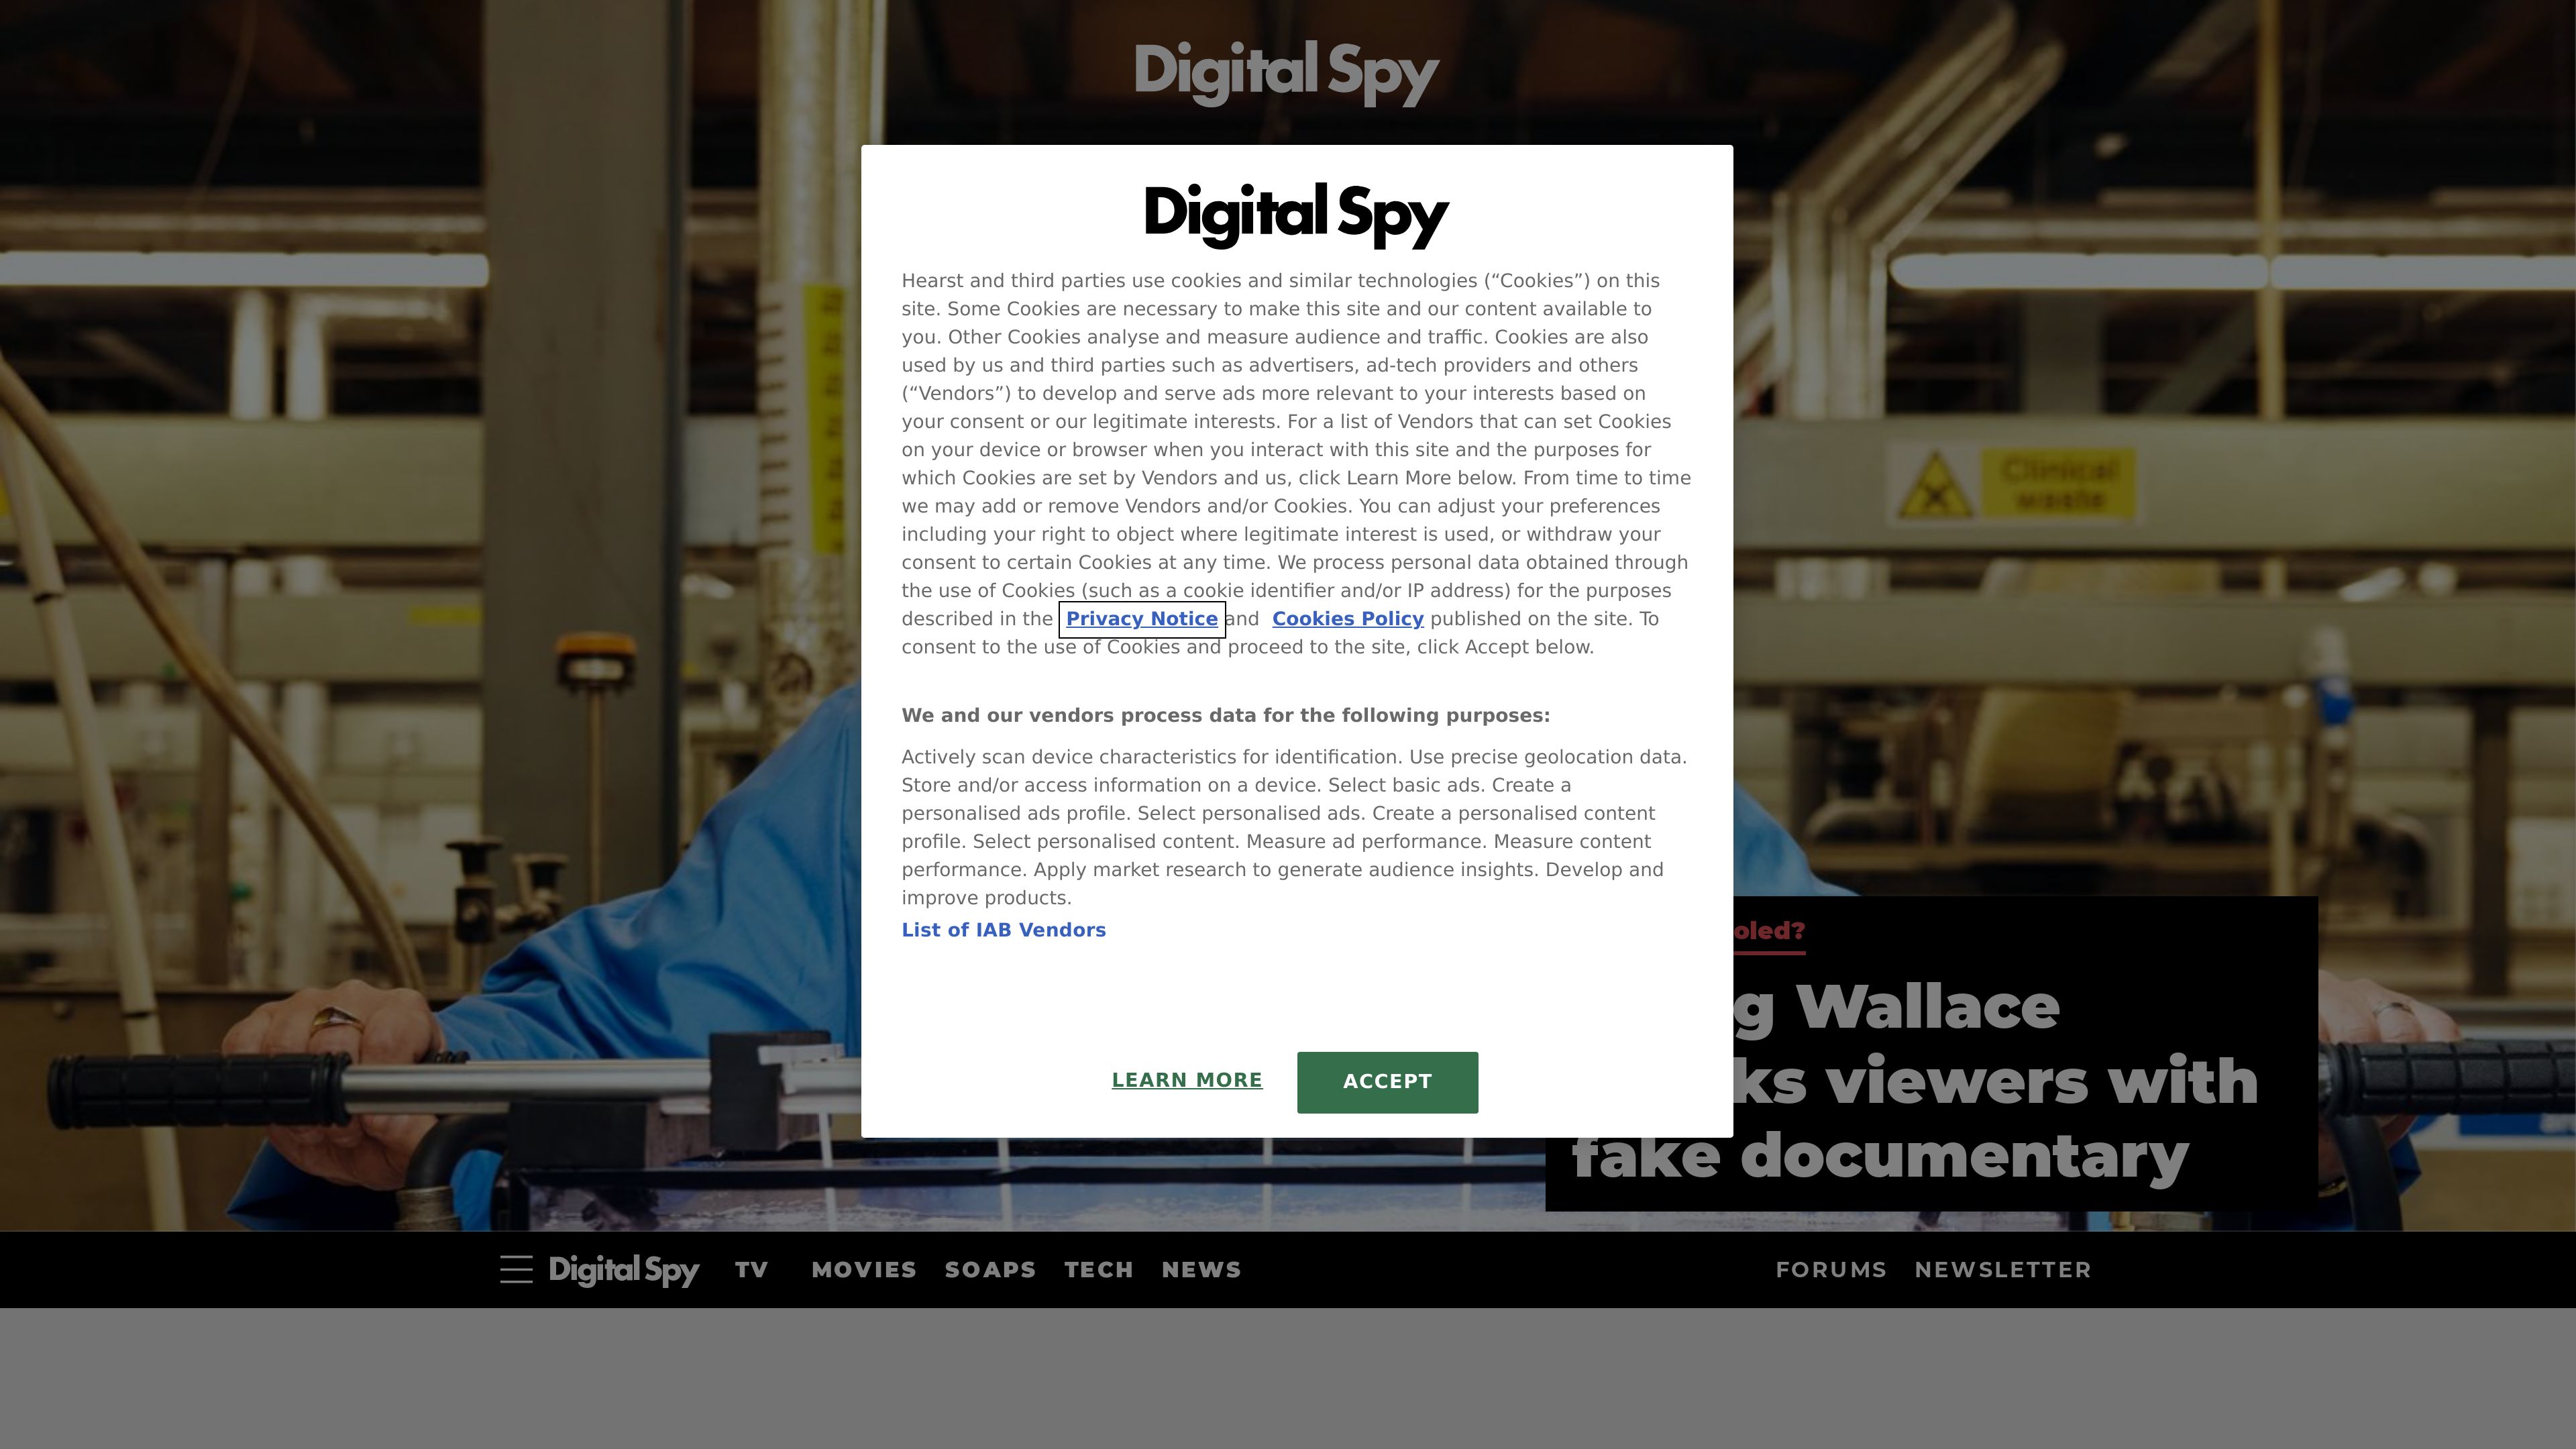 Digital Spy
Digital Spy
Hearst and third parties use cookies and similar technologies (“Cookies”) on this
site. Some Cookies are necessary to make this site and our content available to
you. Other Cookies analyse and measure audience and traffic. Cookies are also
used by us and third parties such as advertisers, ad-tech providers and others
(“Vendors”) to develop and serve ads more relevant to your interests based on
your consent or our legitimate interests. For a list of Vendors that can set Cookies
on your device or browser when you interact with this site and the purposes for
which Cookies are set by Vendors and us, click Learn More below. From time to time
we may add or remove Vendors and/or Cookies. You can adjust your preferences
including your right to object where legitimate interest is used, or withdraw your
consent to certain Cookies at any time. We process personal data obtained through
the use of Cookies (such as a cookie identifier and/or IP address) for the purposes
described in the Privacy Notice and Cookies Policy published on the site. To
consent to the use of Cookies and proceed to the site, click Accept below.
We and our vendors process data for the following purposes:
Actively scan device characteristics for identification. Use precise geolocation data.
Store and/or access information on a device. Select basic ads. Create a
personalised ads profile. Select personalised ads. Create a personalised content
profile. Select personalised content. Measure ad performance. Measure content
performance. Apply market research to generate audience insights. Develop and
improve products.
List of IAB Vendors
LEARN MORE ACCEPT
Clinical
waste
oled?
g Wallace
ks viewers with
fake documentary
Digital Spy TV MOVIES SOAPS TECH NEWS FORUMS NEWSLETTER